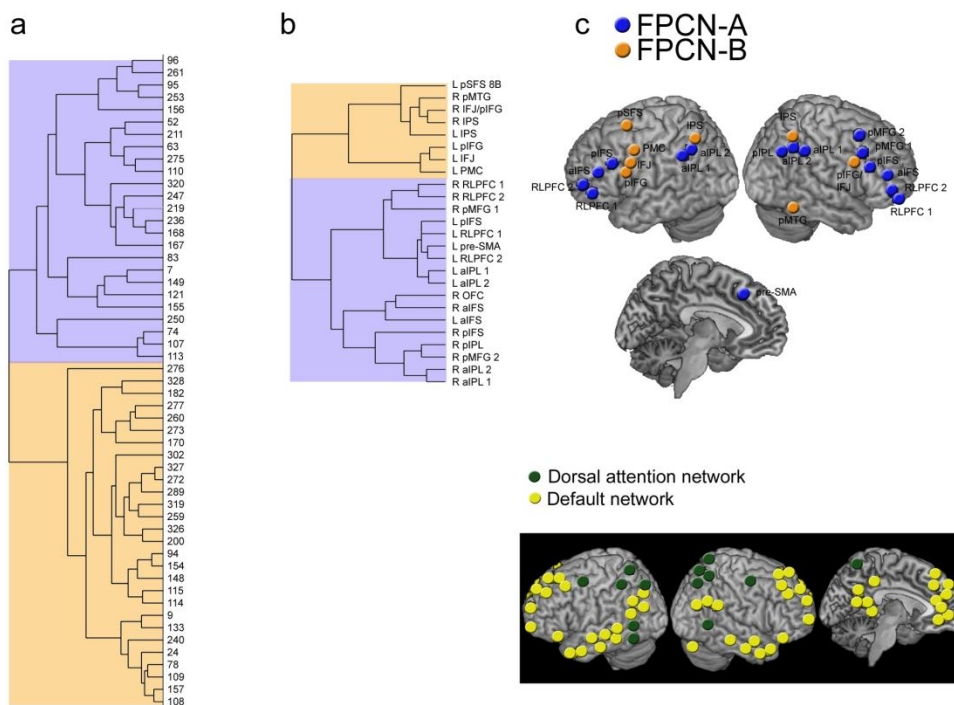 a
96
261
95
253
156
52
211
63
275
110
320
247
219
236
168
167
83
7
149
121
155
250
74
107
113
276
328
182
277
260
273
170
302
327
272
289
319
259
326
200
94
154
148
115
114
9
133
240
24
78
109
157
108
b
L pSFS 8B
R pMTG
R IFJ/pIFG
R IPS
L IPS
L pIFG
L IFJ
L PMC
R RLPFC 1
R RLPFC 2
R pMFG 1
L pIFS
L RLPFC 1
L pre-SMA
L RLPFC 2
L aIPL 1
L aIPL 2
R OFC
R aIFS
L aIFS
R pIFS
R pIPL
R pMFG 2
R aIPL 2
R aIPL 1
c
FPCN-A
FPCN-B
pSFS
IPS
PMC
pIFS
IFJ
aIPL 2
aIPL 1
aIFS
pIFG
RLPFC 2
RLPFC 1
IPS
pMFG 2
pIPL
aIPL 1
aIPL 2
pMFG 1
pIFS
pIFG/
IFJ
aIFS
RLPFC 2
RLPFC 1
pMTG
pre-SMA
Dorsal attention network
Default network